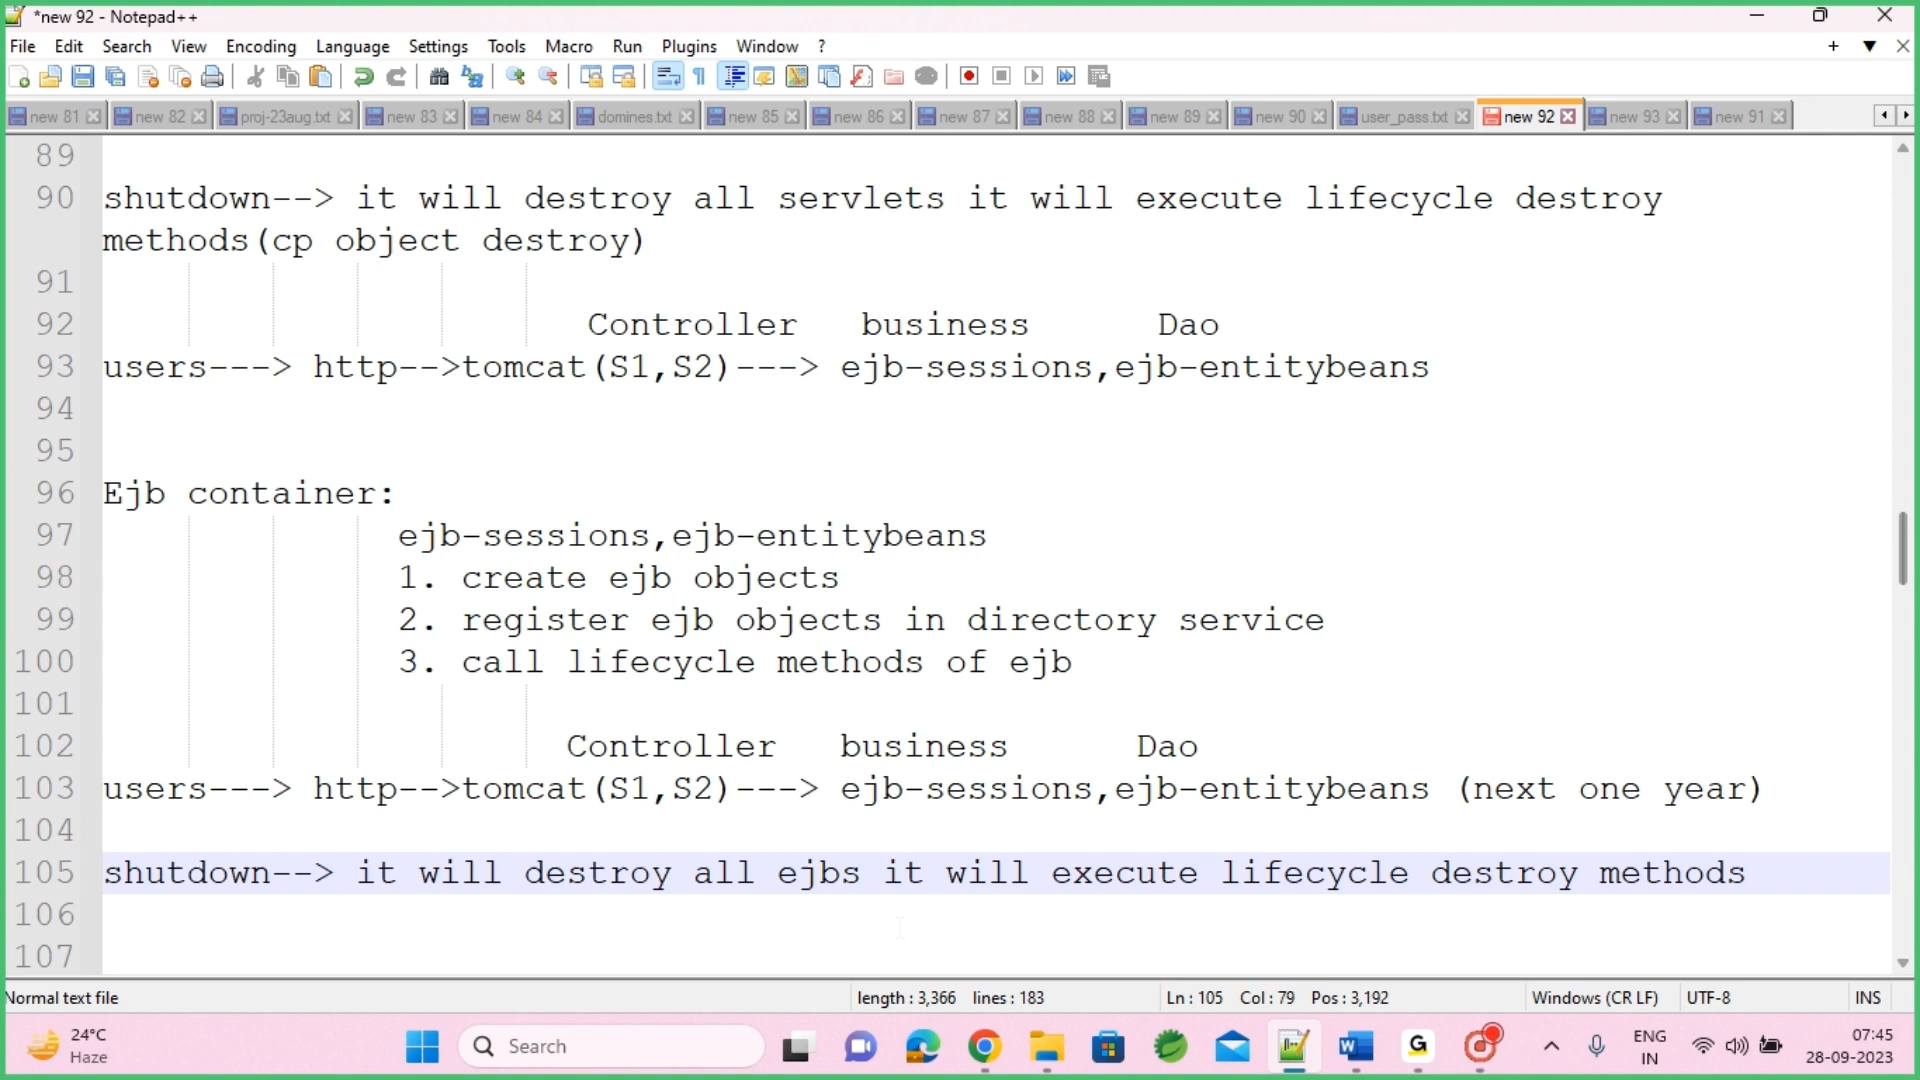 *new 92 - Notepad++
File Edit Search View Encoding Language Settings Tools Macro Run Plugins Window ?
new 81 new 82 proj-23aug.txt new 83 new 84 domines.txt new 85 new 86 new 87 new 88 new 89 new 90 user_pass.txt new 92 new 93 new 91
89
90 shutdown--> it will destroy all servlets it will execute lifecycle destroy
methods(cp object destroy)
91
92 Controller business Dao
93 users---> http-->tomcat(S1,S2)---> ejb-sessions,ejb-entitybeans
94
95
96 Ejb container:
97 ejb-sessions,ejb-entitybeans
98 1. create ejb objects
99 2. register ejb objects in directory service
100 3. call lifecycle methods of ejb
101
102 Controller business Dao
103 users---> http-->tomcat(S1,S2)---> ejb-sessions,ejb-entitybeans (next one year)
104
105 shutdown--> it will destroy all ejbs it will execute lifecycle destroy methods
106
107
Normal text file length : 3,366 lines : 183 Ln : 105 Col : 79 Pos : 3,192 Windows (CR LF) UTF-8 INS
24°C
Haze
Search
ENG
IN
07:45
28-09-2023